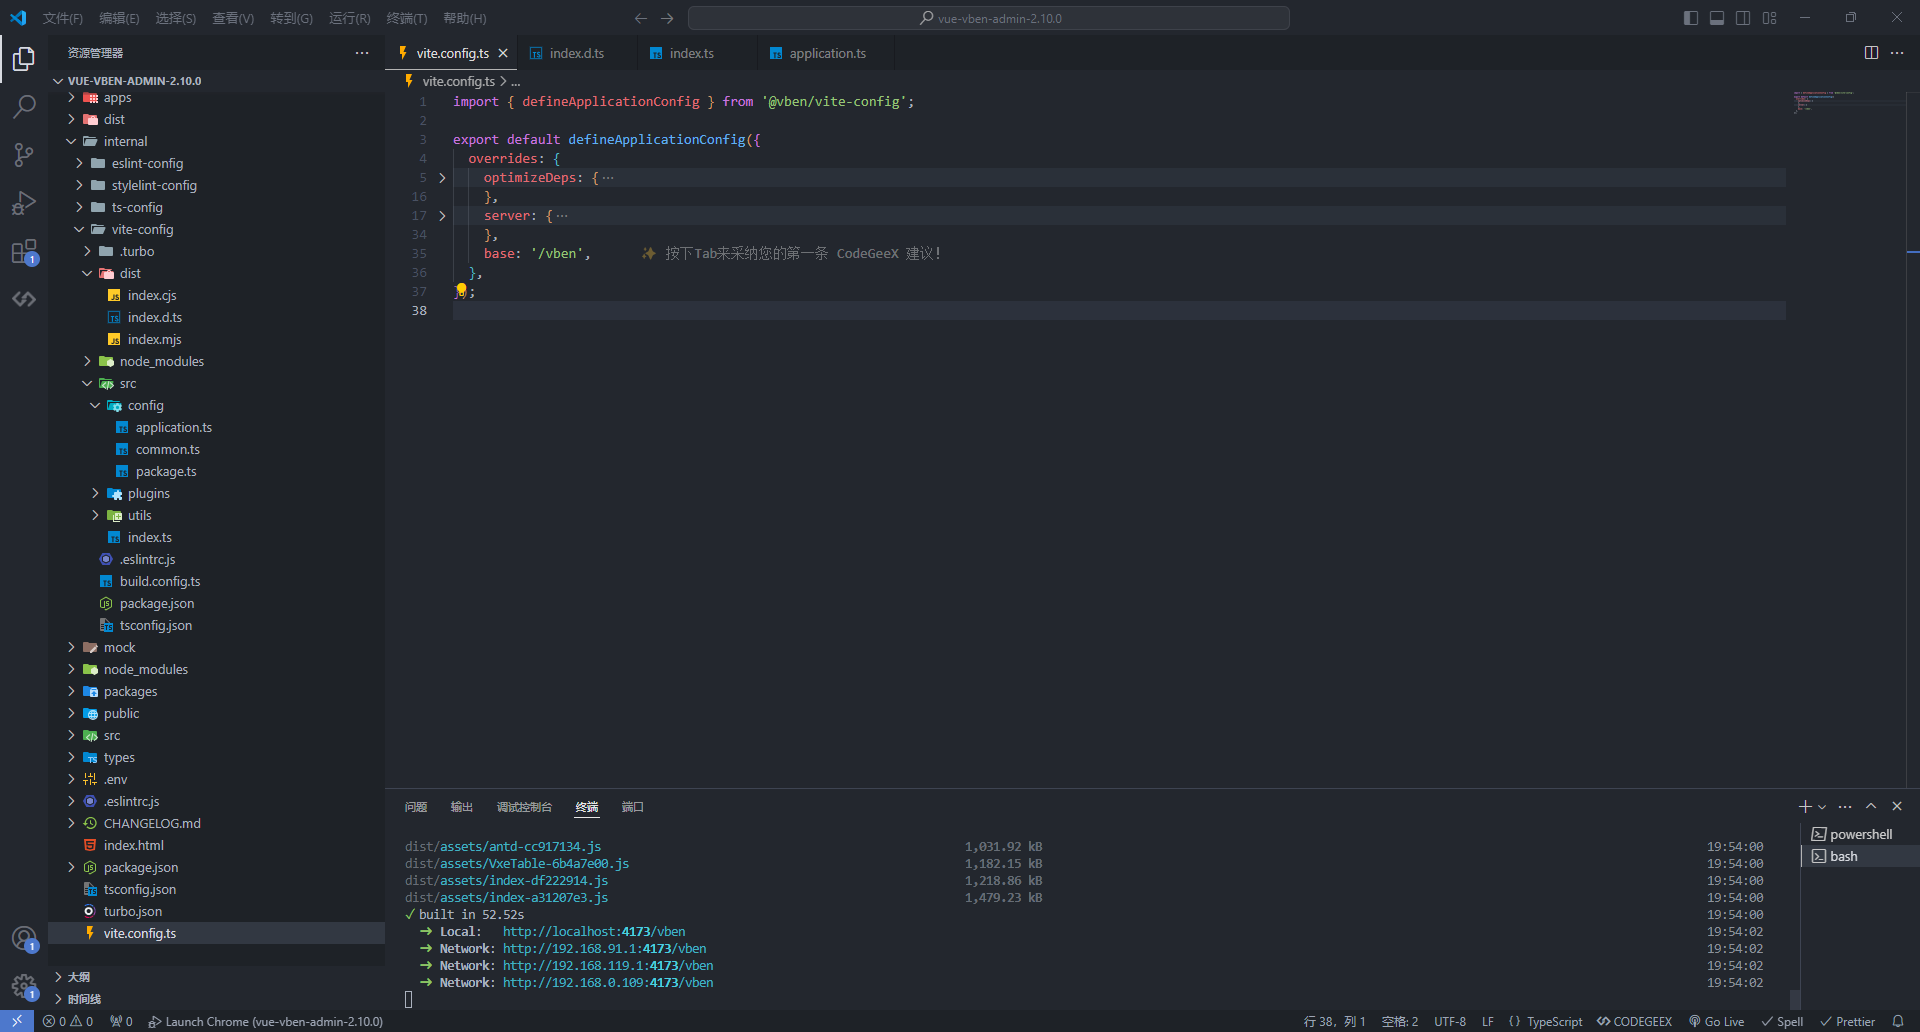 文件(F) 编辑(E) 选择(S) 查看(V) 转到(G) 运行(R) 终端(T) 帮助(H) vue-vben-admin-2.10.0
资源管理器
VUE-VBEN-ADMIN-2.10.0
apps
dist
internal
eslint-config
stylelint-config
ts-config
vite-config
.turbo
dist
index.cjs
index.d.ts
index.mjs
node_modules
src
config
application.ts
common.ts
package.ts
plugins
utils
index.ts
.eslintrc.js
build.config.ts
package.json
tsconfig.json
mock
node_modules
packages
public
src
types
.env
.eslintrc.js
CHANGELOG.md
index.html
package.json
tsconfig.json
turbo.json
vite.config.ts
大纲
时间线
vite.config.ts index.d.ts index.ts application.ts
vite.config.ts > ...
1 import { defineApplicationConfig } from '@vben/vite-config';
2
3 export default defineApplicationConfig({
4 overrides: {
5 optimizeDeps: { ···
16 },
17 server: { ···
34 },
35 base: '/vben', ✨ 按下Tab来采纳您的第一条 CodeGeeX 建议!
36 },
37 });
38
问题 输出 调试控制台 终端 端口
dist/assets/antd-cc917134.js 1,031.92 kB 19:54:00
dist/assets/VxeTable-6b4a7e00.js 1,182.15 kB 19:54:00
dist/assets/index-df222914.js 1,218.86 kB 19:54:00
dist/assets/index-a31207e3.js 1,479.23 kB 19:54:00
✓ built in 52.52s 19:54:00
➜ Local: http://localhost:4173/vben 19:54:02
➜ Network: http://192.168.91.1:4173/vben 19:54:02
➜ Network: http://192.168.119.1:4173/vben 19:54:02
➜ Network: http://192.168.0.109:4173/vben 19:54:02
powershell
bash
1
1
1
0 0 0 Launch Chrome (vue-vben-admin-2.10.0) 行 38，列 1 空格: 2 UTF-8 LF { } TypeScript CODEGEEX Go Live Spell Prettier